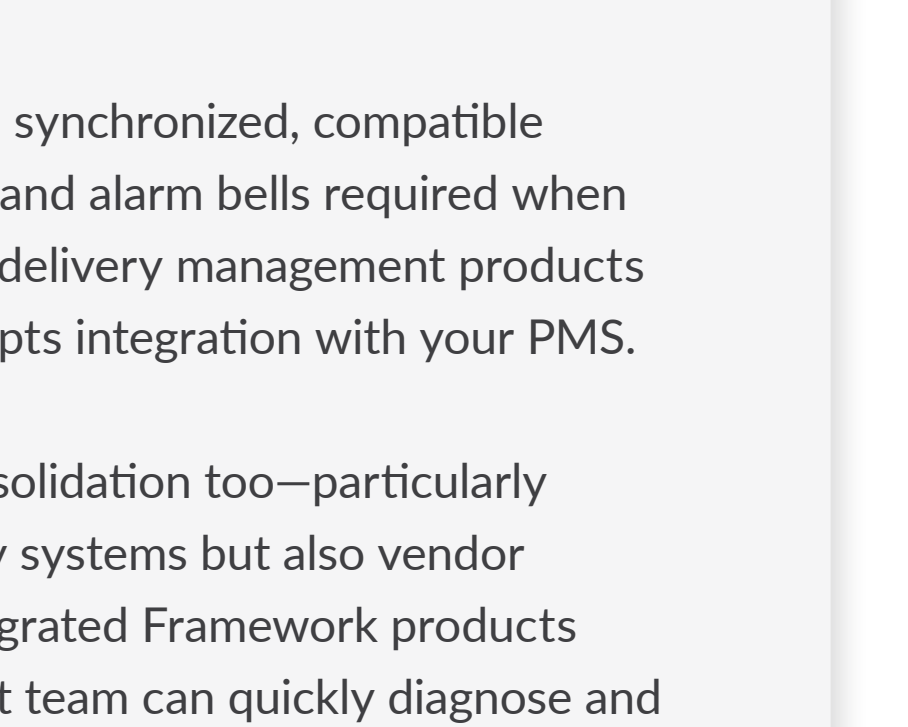 synchronized, compatible
and alarm bells required when
delivery management products
pts integration with your PMS.
solidation too—particularly
systems but also vendor
grated Framework products
t team can quickly diagnose and